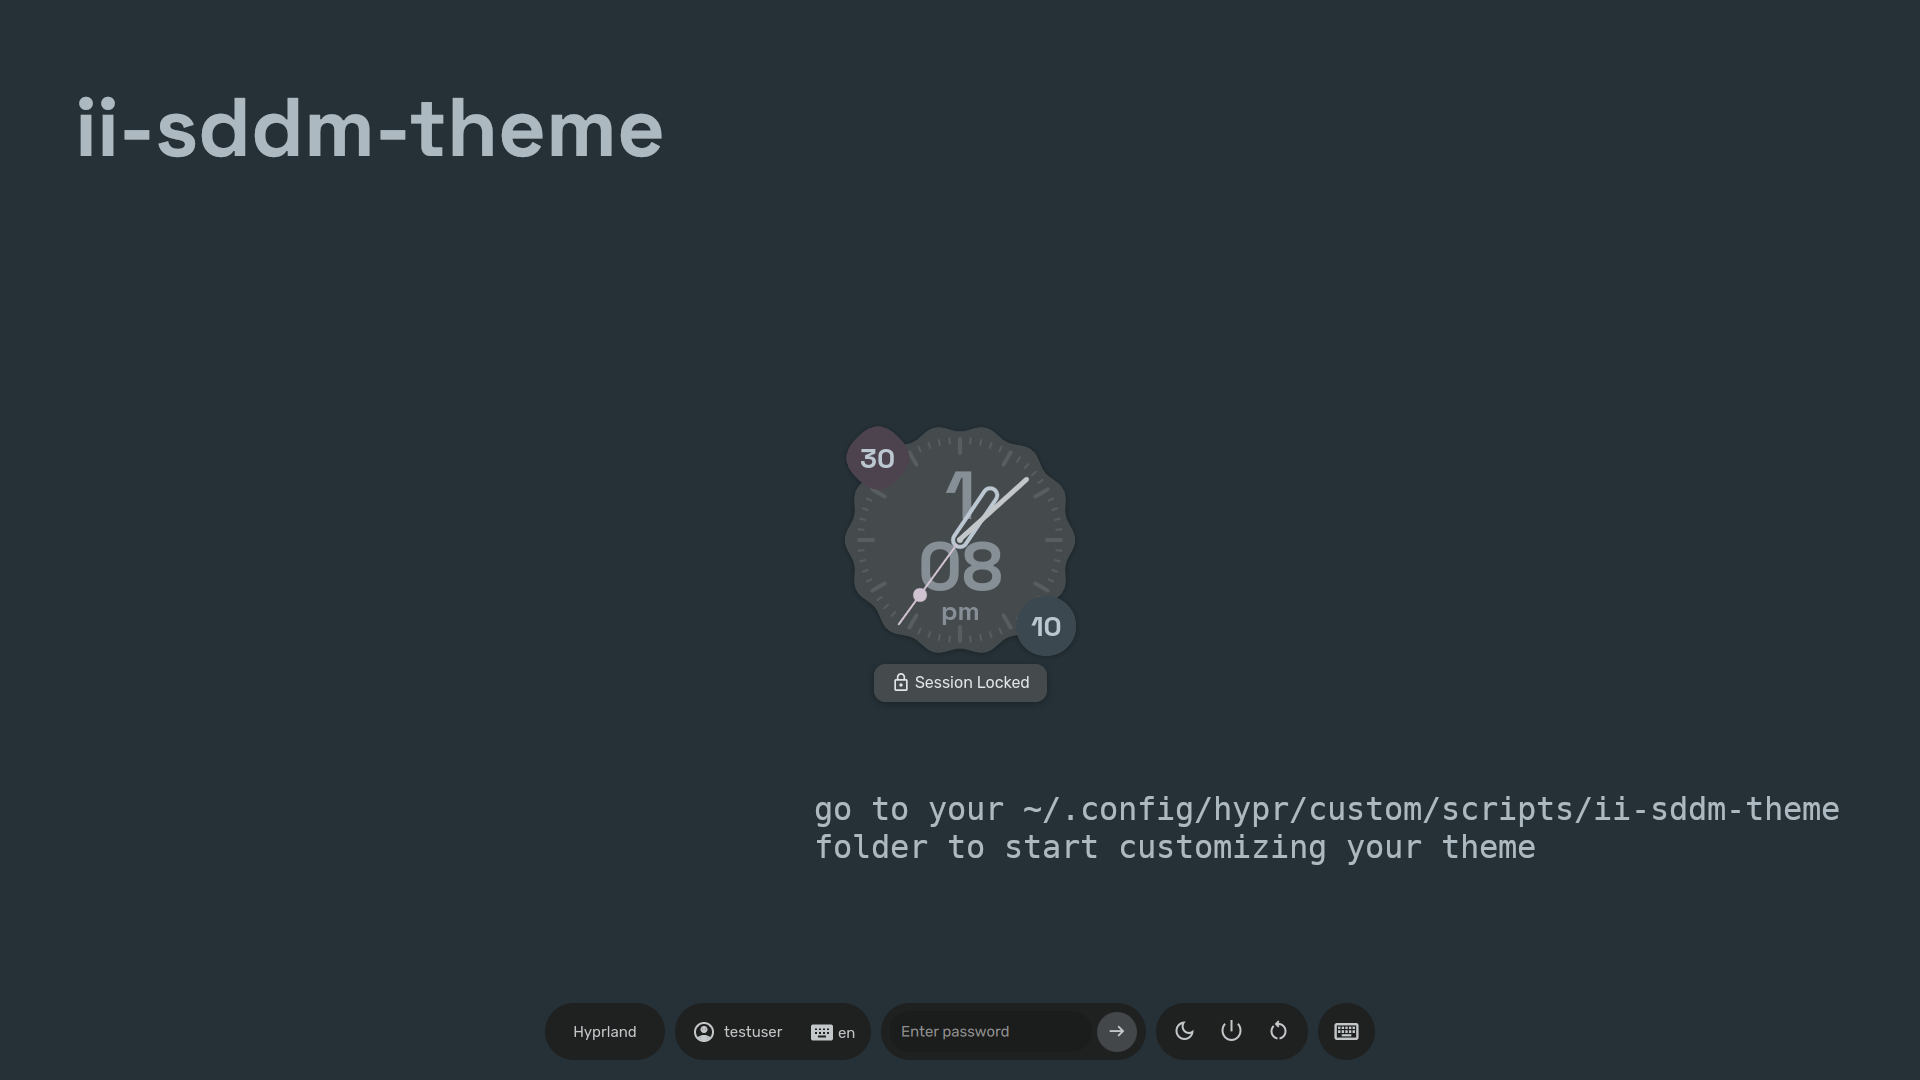 ii-sddm-theme
30
1
08
pm
10
Session Locked
go to your ~/.config/hypr/custom/scripts/ii-sddm-theme
folder to start customizing your theme
Hyprland
testuser
en
Enter password